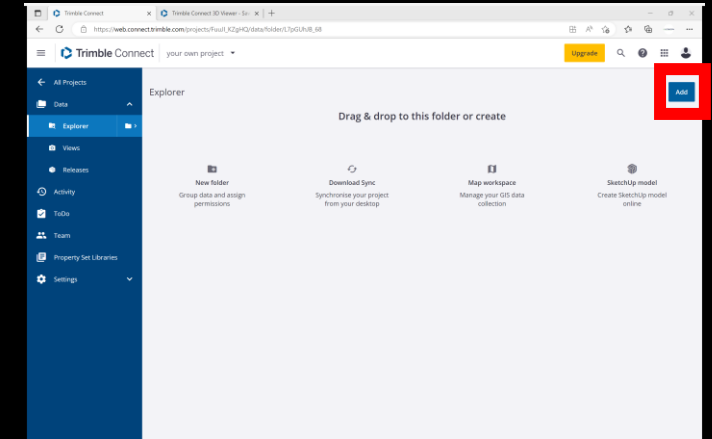 Trimble Connect
Trimble Connect 3D Viewer - Scr
https://web.connect.trimble.com/projects/
/data/folder/
Trimble Connect
your own project
Upgrade
All Projects
Explorer
Add
Data
Drag & drop to this folder or create
Explorer
Views
Releases
New folder
Download Sync
Map workspace
SketchUp model
Activity
Group data and assign
permissions
Synchronise your project
from your desktop
Manage your GIS data
collection
Create SketchUp model
online
ToDo
Team
Property Set Libraries
Settings